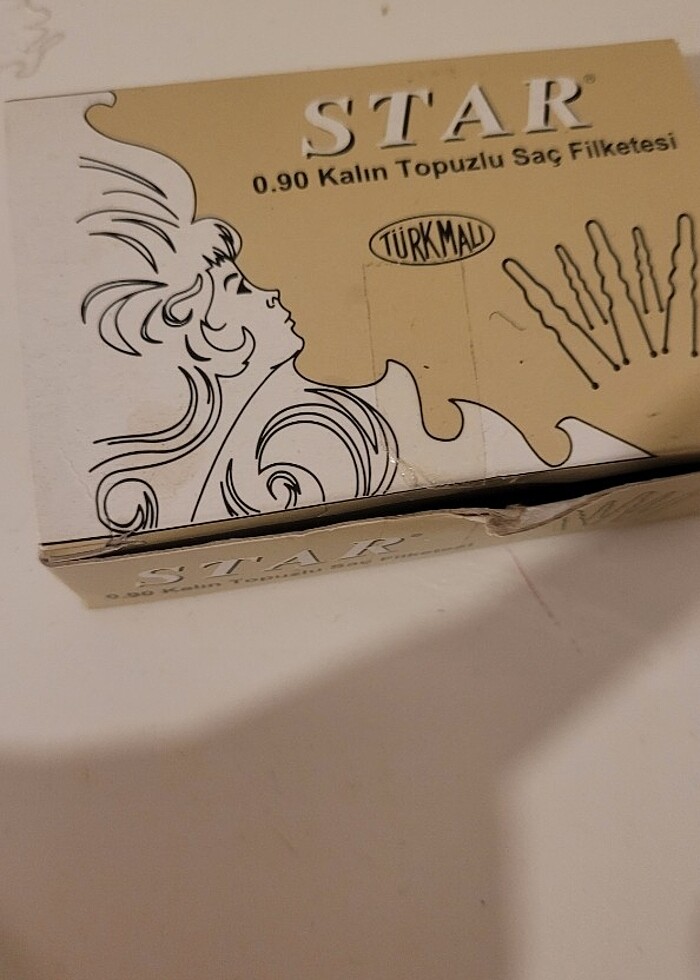 STAR®
0.90 Kalın Topuzlu Saç Filketesi
TÜRKMALI
STAR
0.90 Kalın Topuzlu Saç Filketesi